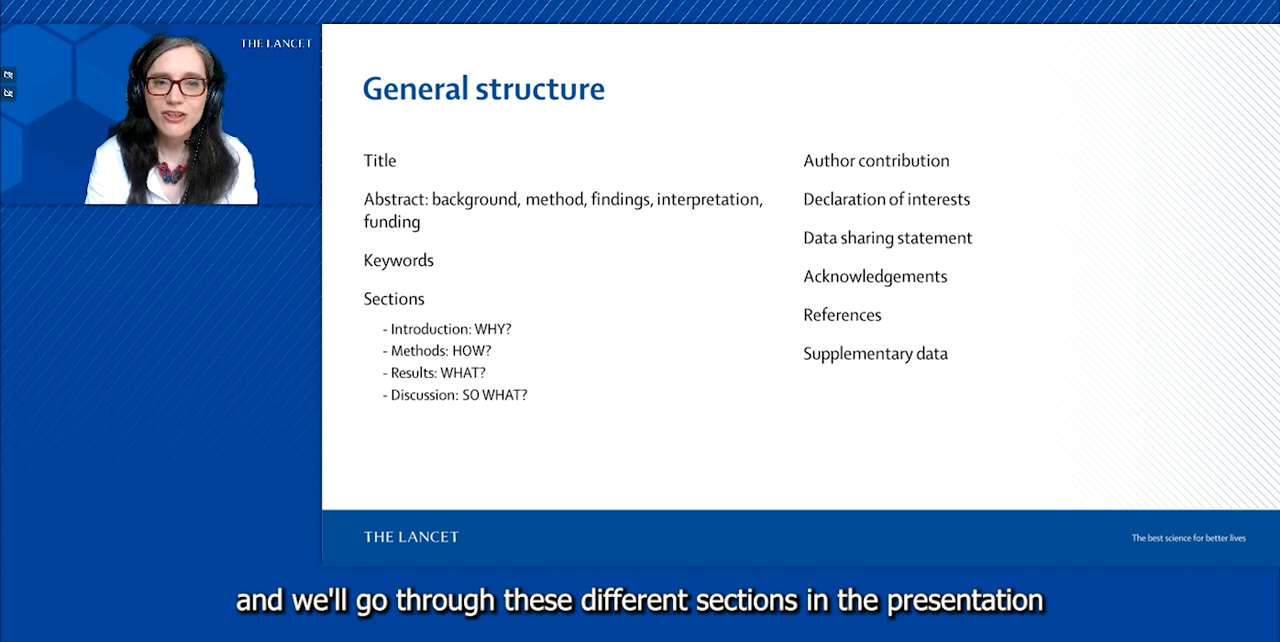 THE LANCET
General structure
Title
Abstract: background, method, findings, interpretation,
funding
Keywords
Sections
- Introduction: WHY?
- Methods: HOW?
- Results: WHAT?
- Discussion: SO WHAT?
Author contribution
Declaration of interests
Data sharing statement
Acknowledgements
References
Supplementary data
THE LANCET
The best science for better lives
and we'll go through these different sections in the presentation